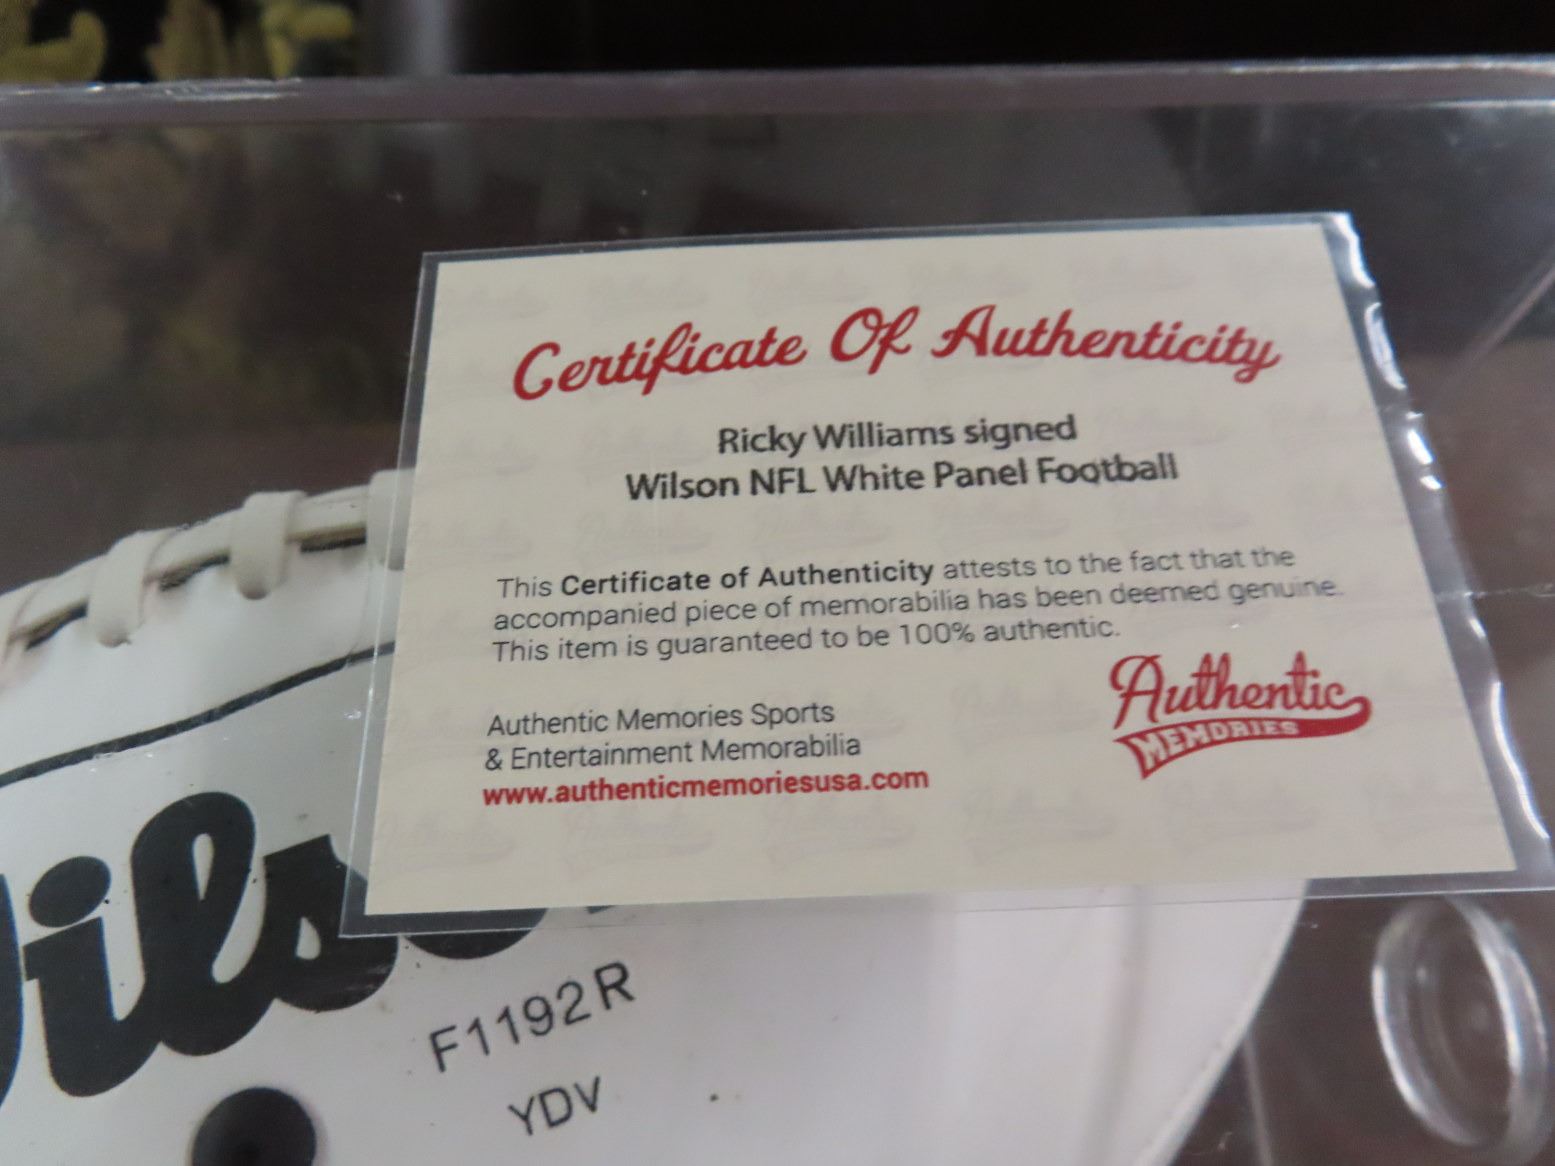 Certificate Of Authenticity
Ricky Williams signed
Wilson NFL White Panel Football
This Certificate of Authenticity attests to the fact that the
accompanied piece of memorabilia has been deemed genuine.
This item is guaranteed to be 100% authentic.
Authentic Memories Sports
& Entertainment Memorabilia
www.authenticmemoriesusa.com
Authentic
MEMORIES
F1192R
YDV